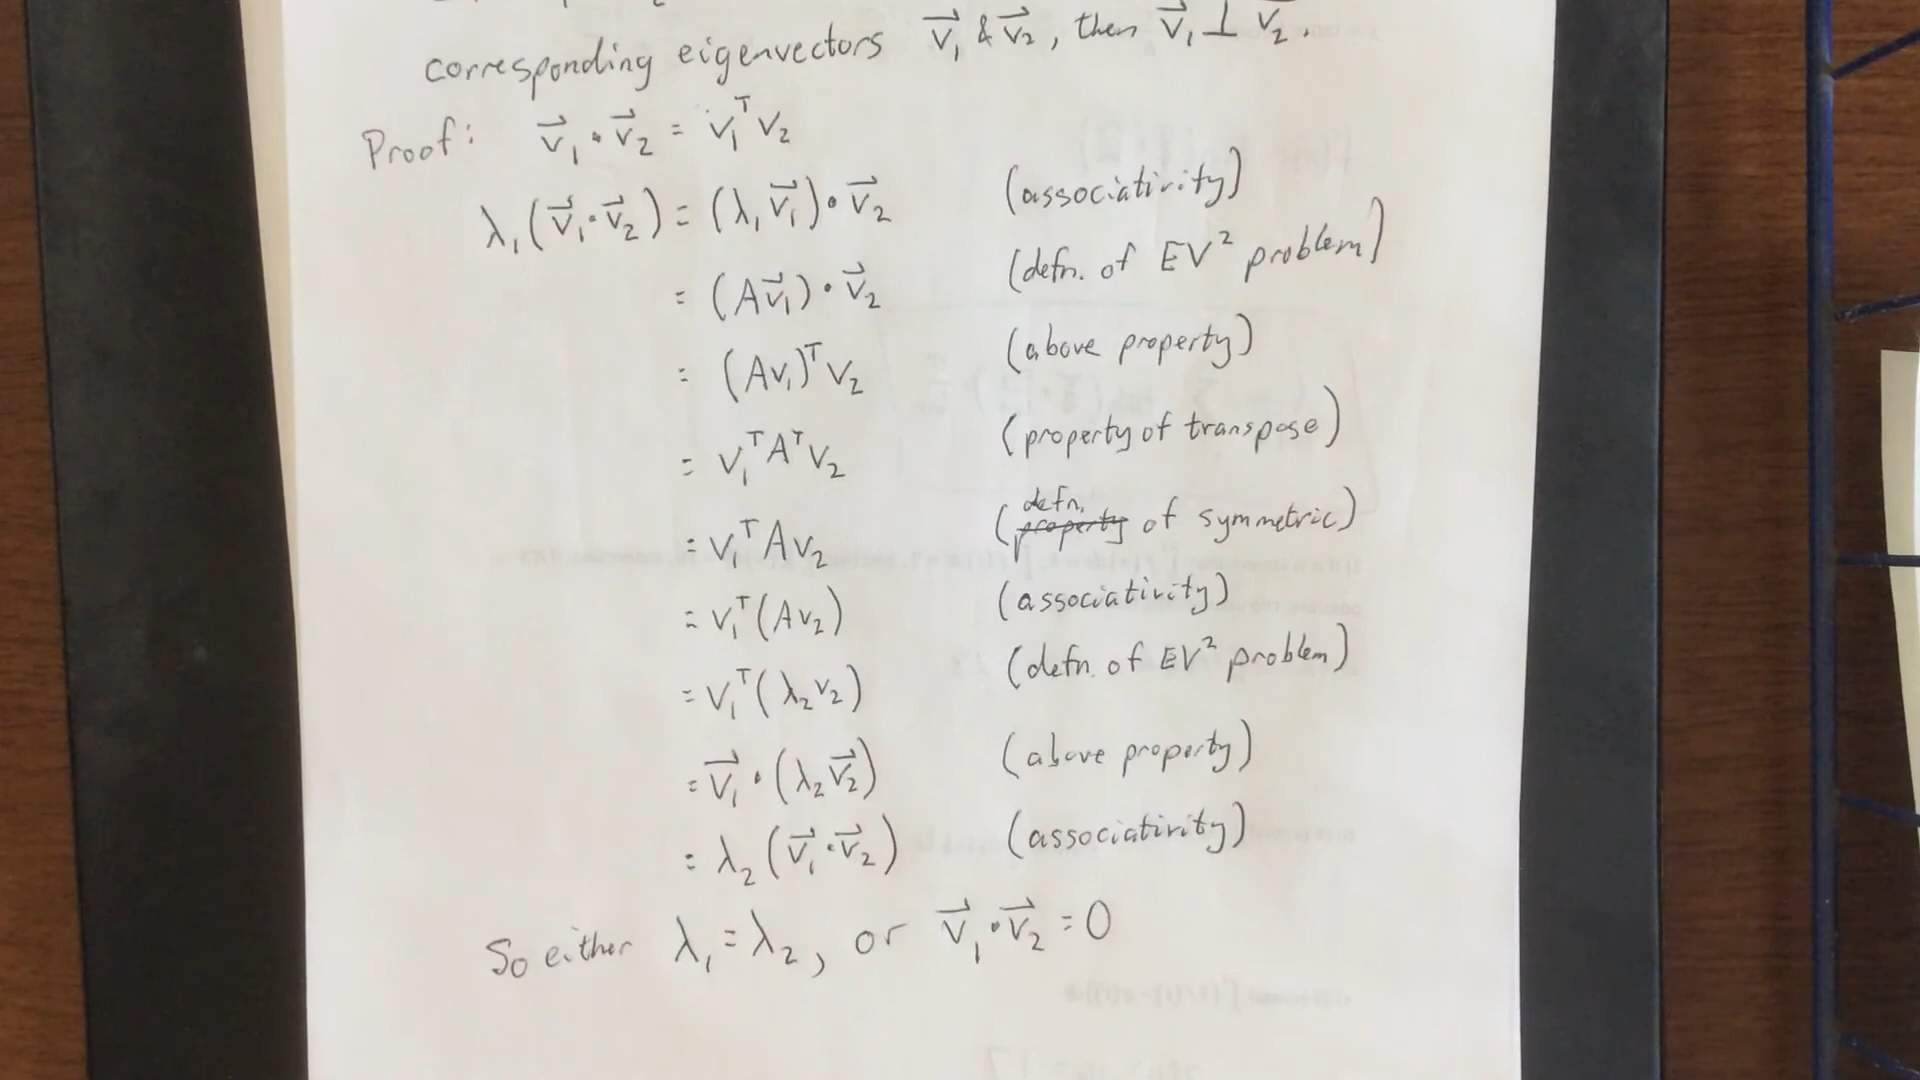 corresponding eigenvectors v⃗₁ & v⃗₂, then v⃗₁ ⊥ v⃗₂.
Proof: v⃗₁ · v⃗₂ = v₁ᵀ v₂
λ₁(v⃗₁·v⃗₂) = (λ₁v⃗₁)·v⃗₂ (associativity)
= (Av⃗₁)·v⃗₂ (defn. of EV² problem)
= (Av₁)ᵀv₂ (above property)
= v₁ᵀAᵀv₂ (property of transpose)
= v₁ᵀAv₂ (defn. property of symmetric)
= v₁ᵀ(Av₂) (associativity)
= v₁ᵀ(λ₂v₂) (defn. of EV² problem)
= v⃗₁·(λ₂v⃗₂) (above property)
= λ₂(v⃗₁·v⃗₂) (associativity)
So either λ₁=λ₂, or v⃗₁·v⃗₂=0